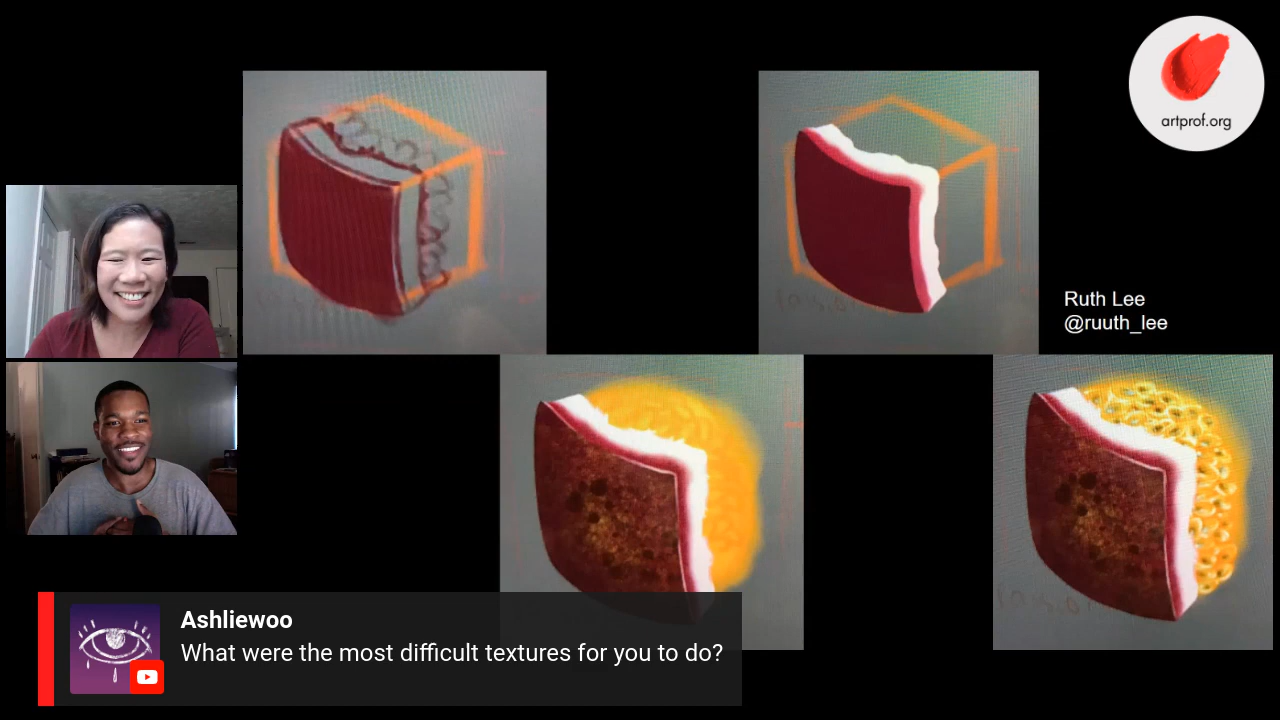 artprof.org
Ruth Lee
@ruuth_lee
Ashliewoo
What were the most difficult textures for you to do?